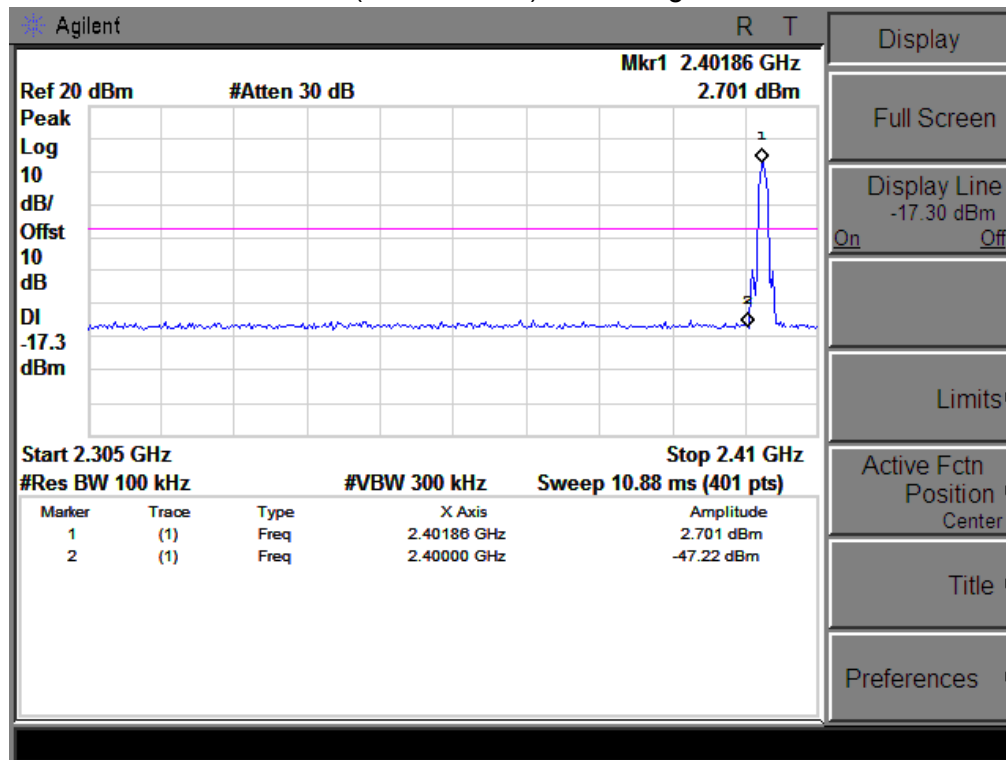 Agilent R T
Mkr1 2.40186 GHz
Ref 20 dBm #Atten 30 dB 2.701 dBm
Peak
Log
10
dB/
Offst
10
dB
DI
-17.3
dBm
1
2
Start 2.305 GHz Stop 2.41 GHz
#Res BW 100 kHz #VBW 300 kHz Sweep 10.88 ms (401 pts)
Marker Trace Type X Axis Amplitude
1 (1) Freq 2.40186 GHz 2.701 dBm
2 (1) Freq 2.40000 GHz -47.22 dBm
Display
Full Screen
Display Line
-17.30 dBm
On Off
Limits
Active Fctn
Position
Center
Title
Preferences